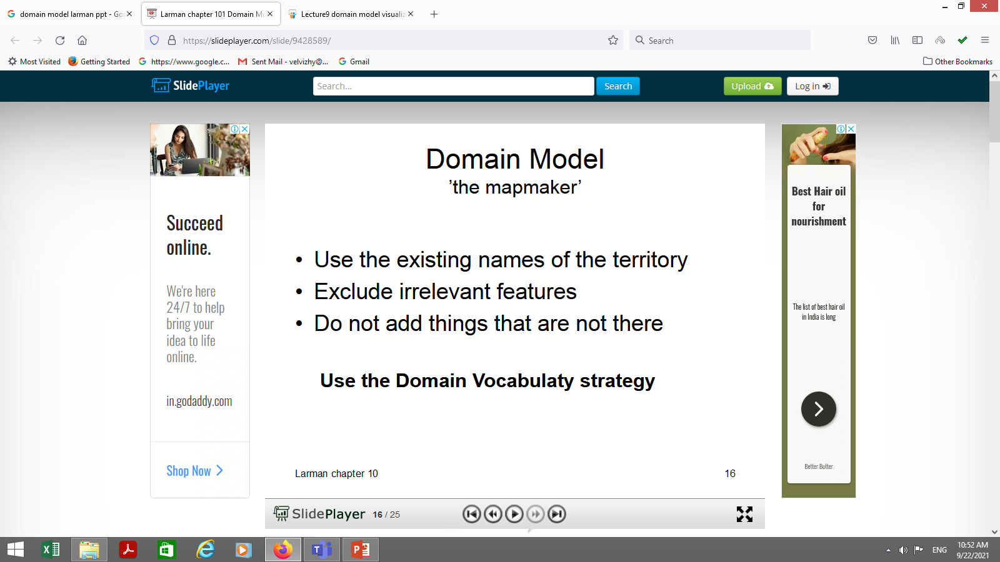 domain model larman ppt - Go
Larman chapter 101 Domain Mo
Lecture9 domain model visualiz
https://slideplayer.com/slide/9428589/
Search
Most Visited
Getting Started
https://www.google.c...
Sent Mail - velvizhy@...
Gmail
Other Bookmarks
SlidePlayer
Search...
Search
Upload
Log in
Succeed
online.
We're here
24/7 to help
bring your
idea to life
online.
in.godaddy.com
Shop Now
Domain Model
’the mapmaker’
• Use the existing names of the territory
• Exclude irrelevant features
• Do not add things that are not there
Use the Domain Vocabulaty strategy
Larman chapter 10
16
Best Hair oil
for
nourishment
The list of best hair oil
in India is long
Better Butter
SlidePlayer
16 / 25
ENG
10:52 AM
9/22/2021